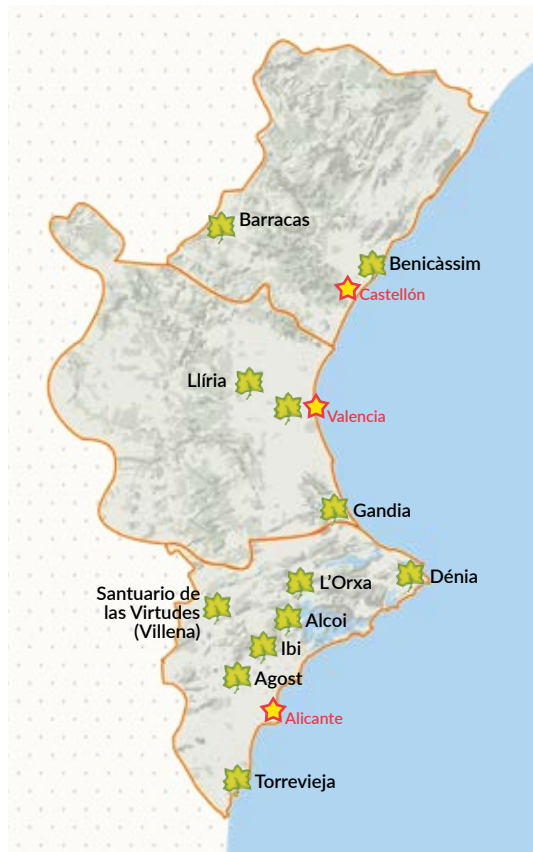 Barracas
Benicàssim
Castellón
Llíria
Valencia
Gandia
L'Orxa
Dénia
Santuario de
las Virtudes
(Villena)
Alcoi
Ibi
Agost
Alicante
Torrevieja